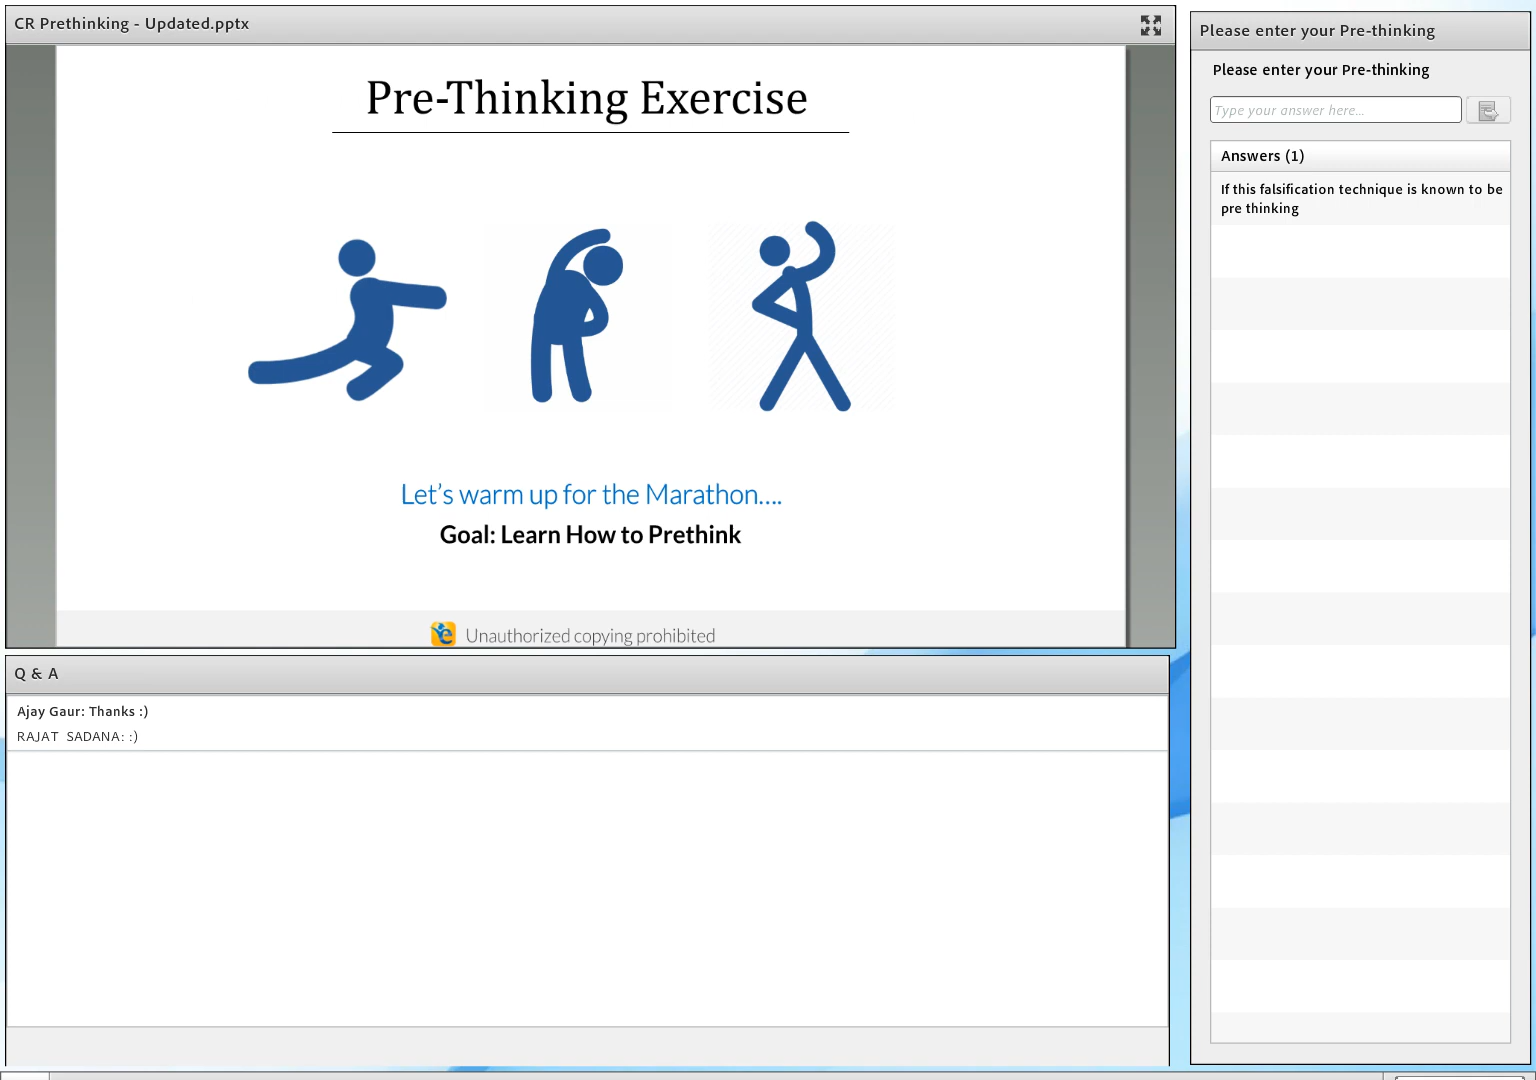 CR Prethinking - Updated.pptx
Pre-Thinking Exercise
Let's warm up for the Marathon....
Goal: Learn How to Prethink
Unauthorized copying prohibited
Q & A
Ajay Gaur: Thanks :)
RAJAT SADANA: :)
Please enter your Pre-thinking
Please enter your Pre-thinking
Type your answer here...
Answers (1)
If this falsification technique is known to be
pre thinking